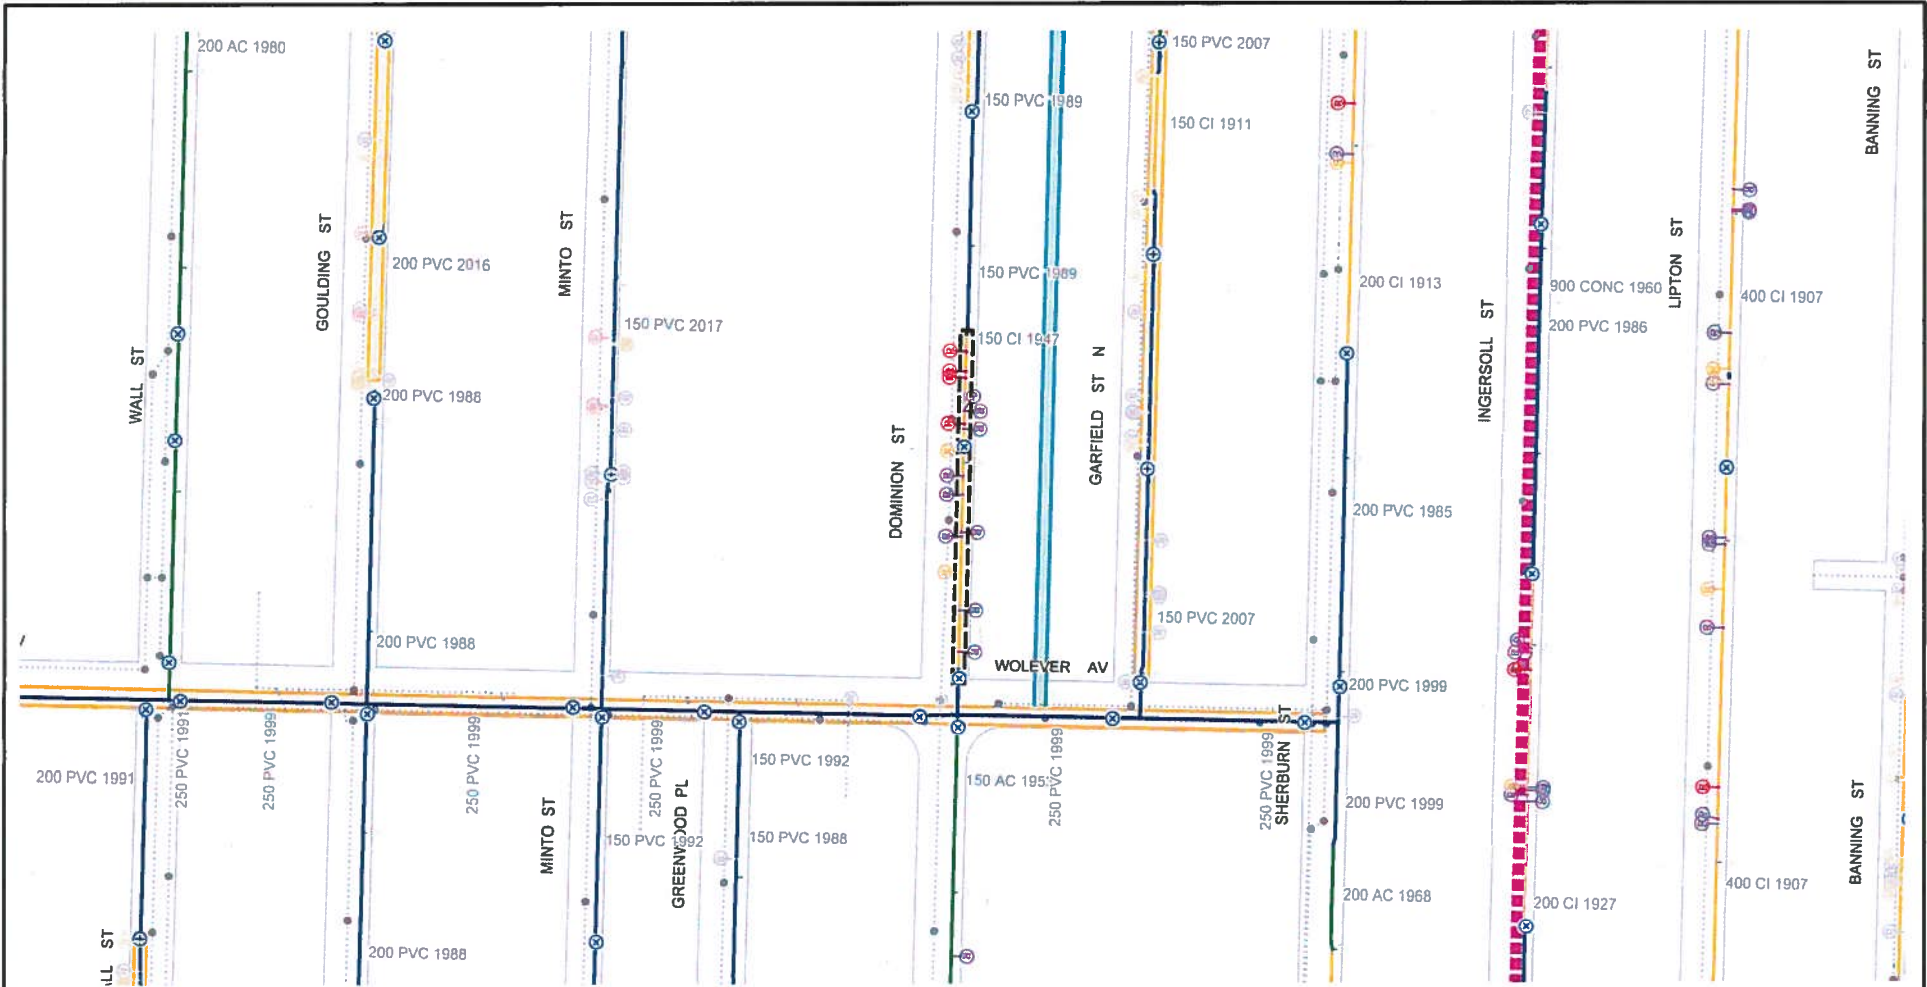 200 AC 1980
150 PVC 2007
150 PVC 1989
150 CI 1911
BANNING ST
GOULDING ST
MINTO ST
200 PVC 2016
150 PVC 1989
200 CI 1913
LIPTON ST
900 CONC 1960
400 CI 1907
200 PVC 1986
INGERSOLL ST
150 PVC 2017
150 CI 1947
WALL ST
GARFIELD ST N
200 PVC 1988
DOMINION ST
200 PVC 1985
150 PVC 2007
200 PVC 1988
WOLEVER AV
200 PVC 1999
SHERBURN ST
200 PVC 1991
250 PVC 1991
250 PVC 1999
250 PVC 1999
250 PVC 1999
150 PVC 1992
250 PVC 1999
250 PVC 1999
200 PVC 1999
MINTO ST
150 PVC 1992
GREENWOOD PL
150 PVC 1988
BANNING ST
400 CI 1907
200 AC 1968
200 CI 1927
200 PVC 1988
ALL ST